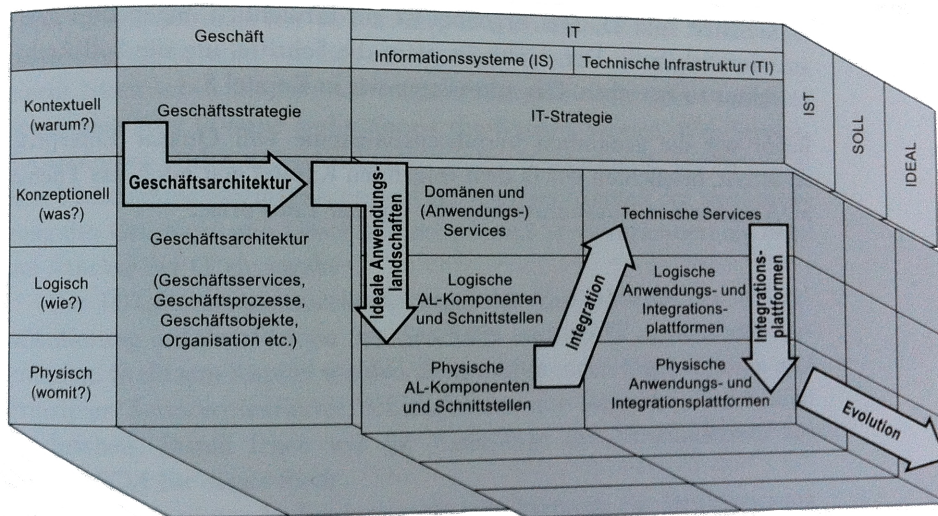 Geschäft
IT
Informationssysteme (IS)
Technische Infrastruktur (TI)
IST
SOLL
IDEAL
Kontextuell
(warum?)
Geschäftsstrategie
IT-Strategie
Konzeptionell
(was?)
Geschäftsarchitektur
Ideale Anwendungs-
landschaften
Domänen und
(Anwendungs-)
Services
Technische Services
Geschäftsarchitektur
(Geschäftsservices,
Geschäftsprozesse,
Geschäftsobjekte,
Organisation etc.)
Logisch
(wie?)
Logische
AL-Komponenten
und Schnittstellen
Integration
Logische
Anwendungs- und
Integrations-
plattformen
Integrations-
plattformen
Physisch
(womit?)
Physische
AL-Komponenten
und Schnittstellen
Physische
Anwendungs- und
Integrationsplattformen
Evolution